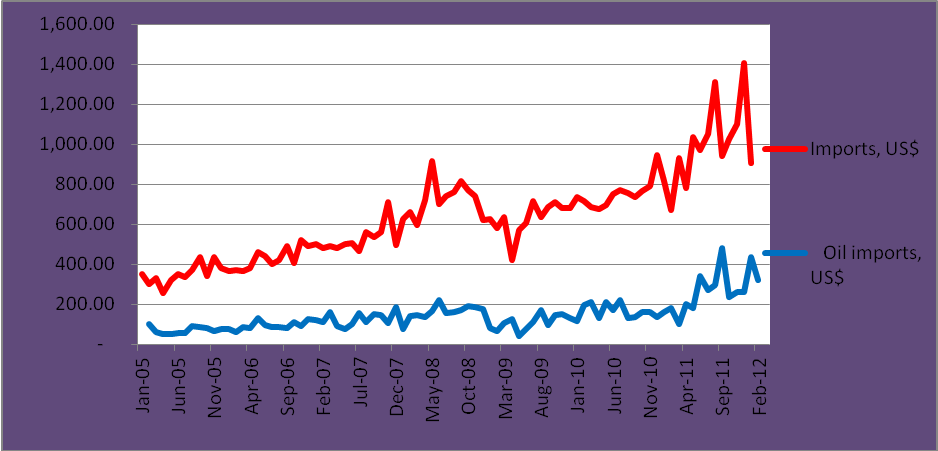 1,600.00
1,400.00
1,200.00
1,000.00
800.00
600.00
400.00
200.00
-
Jan-05
Jun-05
Nov-05
Apr-06
Sep-06
Feb-07
Jul-07
Dec-07
May-08
Oct-08
Mar-09
Aug-09
Jan-10
Jun-10
Nov-10
Apr-11
Sep-11
Feb-12
Imports, US$
Oil imports,
US$